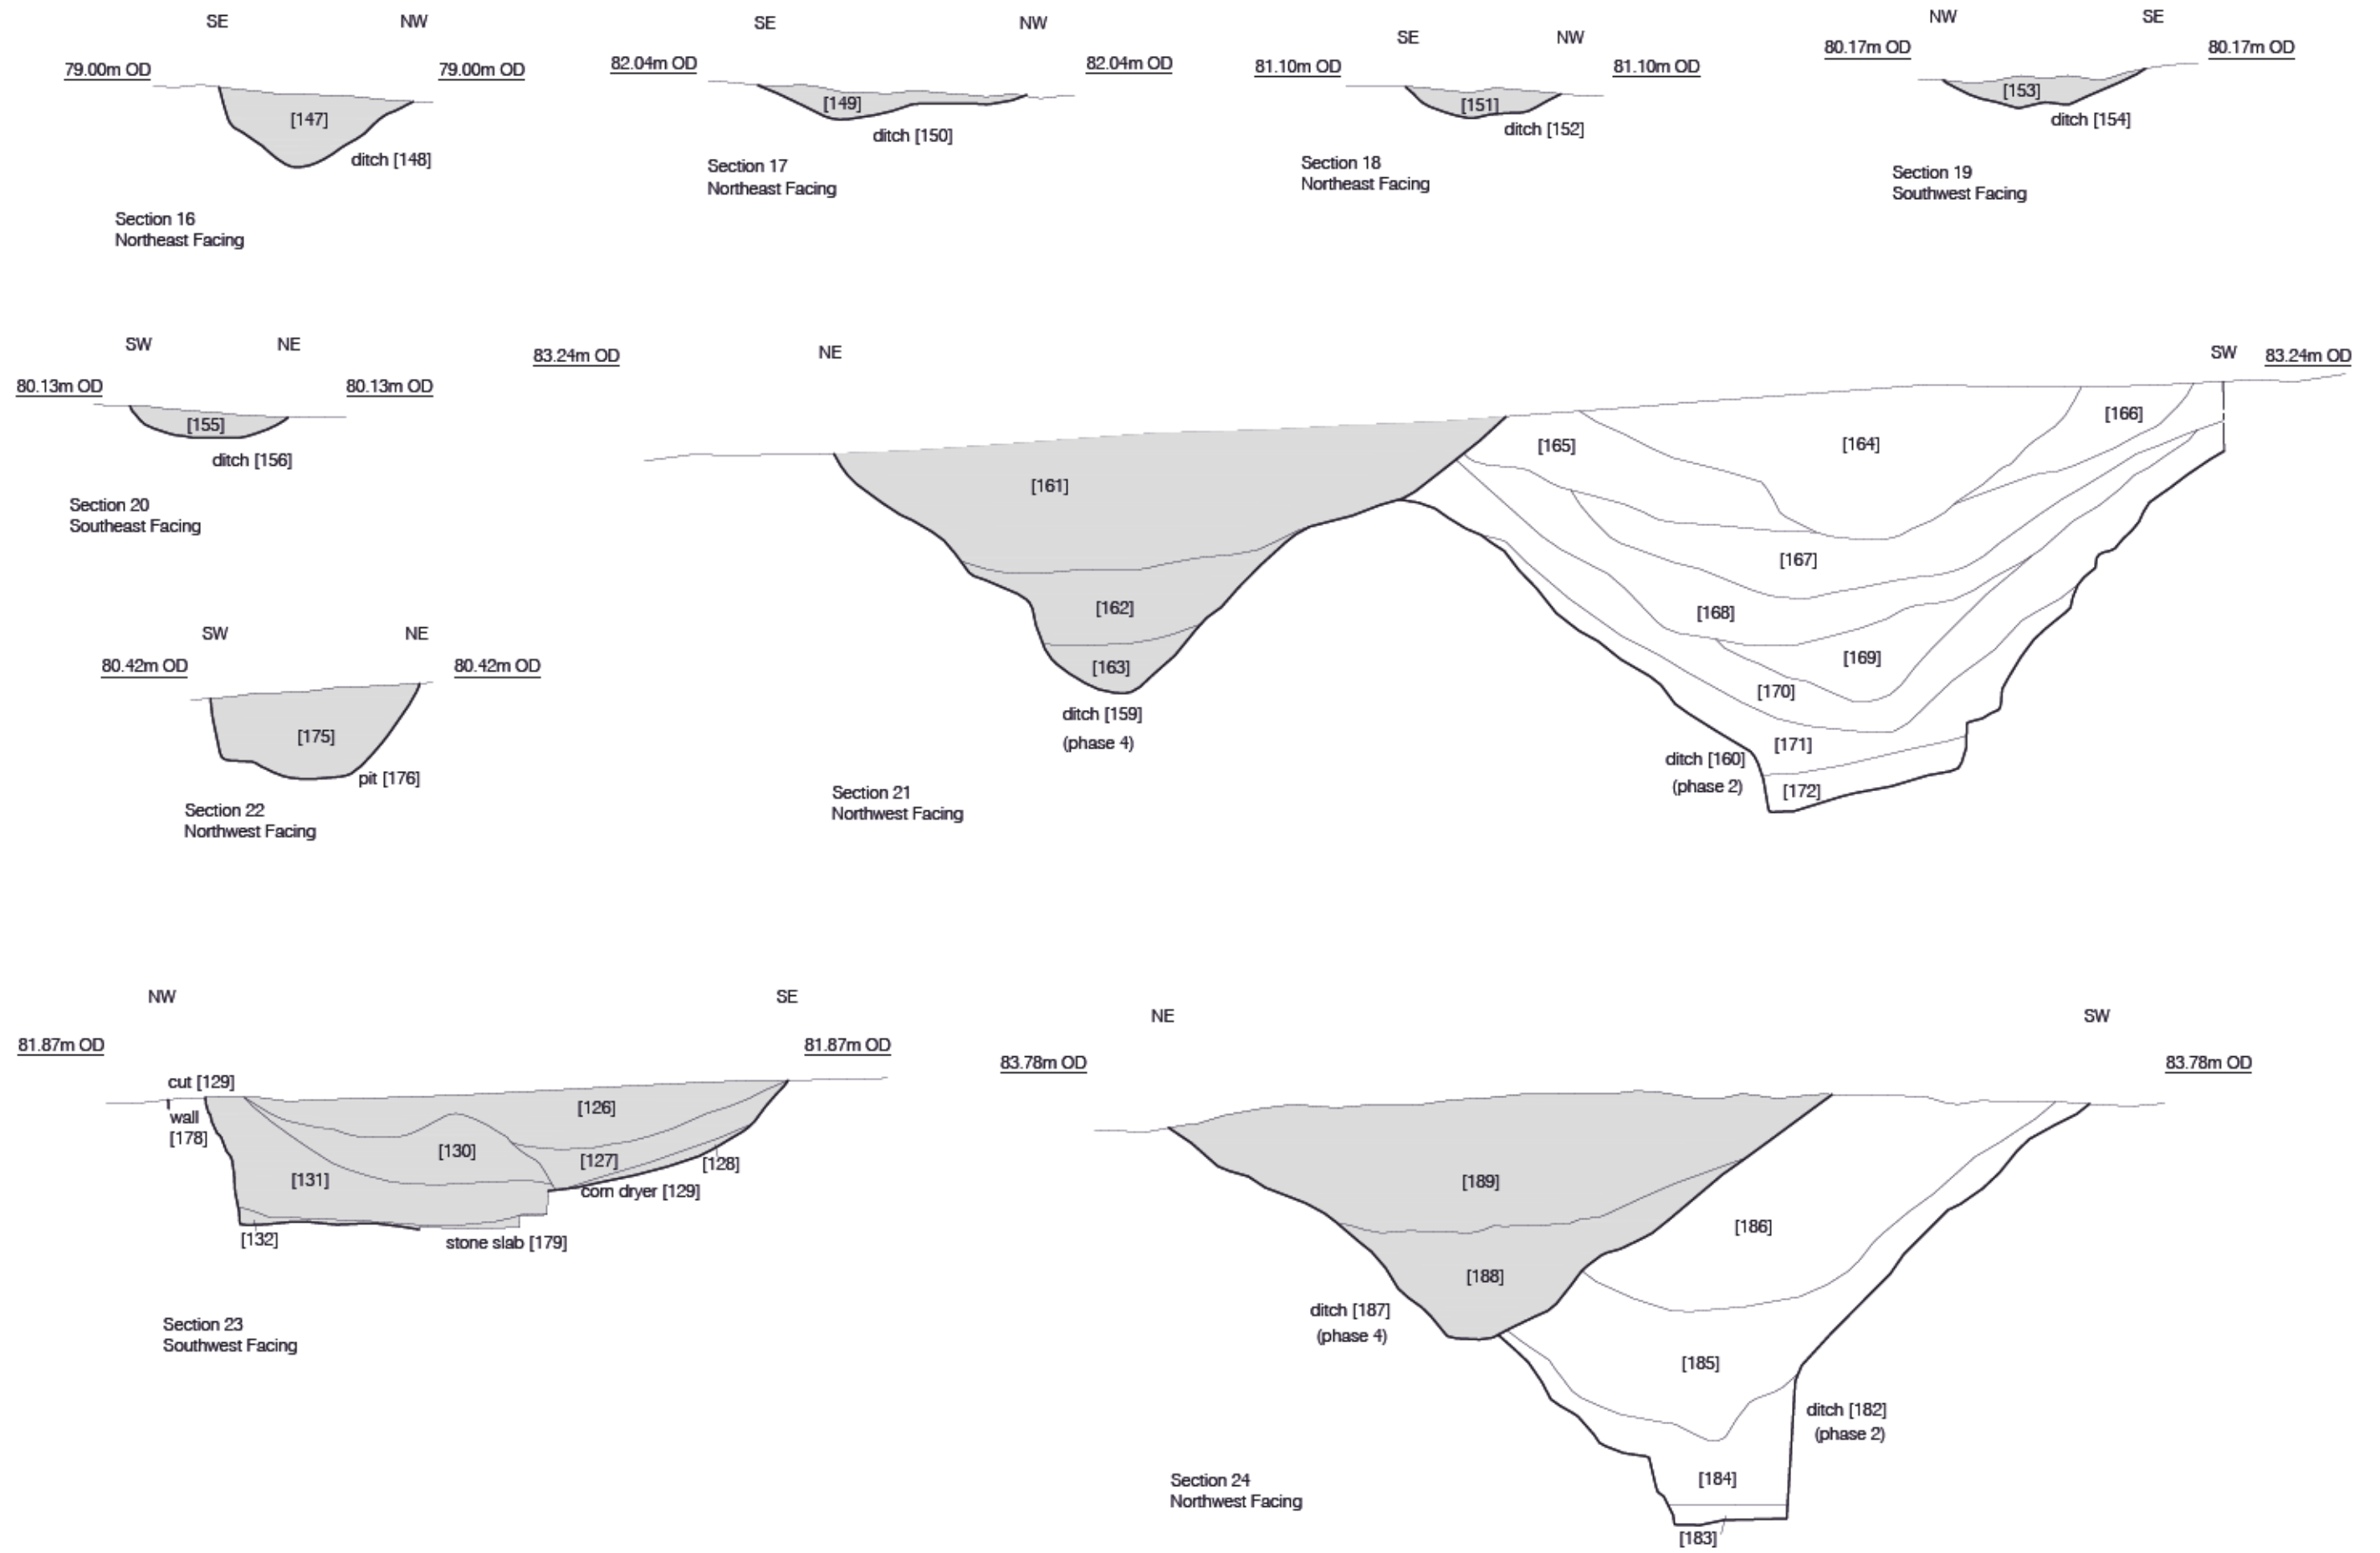 SE NW
79.00m OD 79.00m OD
[147]
ditch [148]
Section 16
Northeast Facing
SE NW
82.04m OD 82.04m OD
[149]
ditch [150]
Section 17
Northeast Facing
SE NW
81.10m OD 81.10m OD
[151]
ditch [152]
Section 18
Northeast Facing
NW SE
80.17m OD 80.17m OD
[153]
ditch [154]
Section 19
Southwest Facing
SW NE
80.13m OD 80.13m OD
[155]
ditch [156]
Section 20
Southeast Facing
NE SW
83.24m OD 83.24m OD
[161]
[162]
[163]
ditch [159]
(phase 4)
[165]
[164]
[166]
[167]
[168]
[169]
[170]
[171]
[172]
ditch [160]
(phase 2)
Section 21
Northwest Facing
SW NE
80.42m OD 80.42m OD
[175]
pit [176]
Section 22
Northwest Facing
NW SE
81.87m OD 81.87m OD
cut [129]
wall
[178]
[126]
[130]
[127]
[128]
[131]
corn dryer [129]
[132]
stone slab [179]
Section 23
Southwest Facing
NE SW
83.78m OD 83.78m OD
[189]
[188]
ditch [187]
(phase 4)
[186]
[185]
ditch [182]
(phase 2)
[184]
[183]
Section 24
Northwest Facing